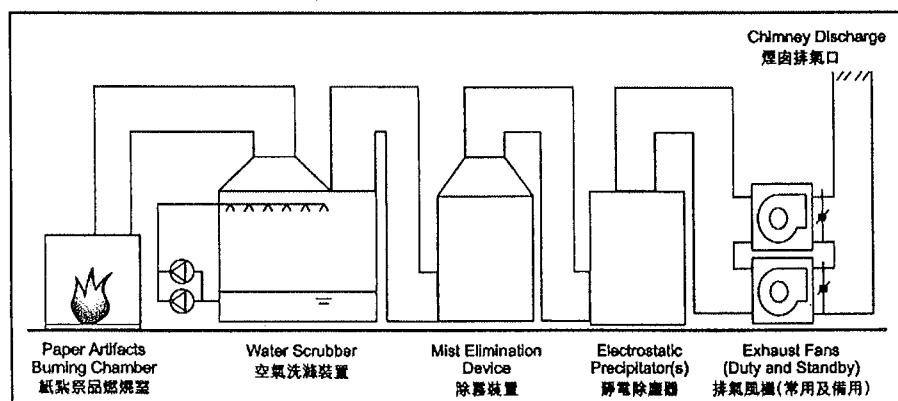 Chimney Discharge
煙囱排氣口
Paper Artifacts
Burning Chamber
紙紮祭品燃燒室
Water Scrubber
空氣洗滌裝置
Mist Elimination
Device
除霧裝置
Electrostatic
Precipitator(s)
靜電除塵器
Exhaust Fans
(Duty and Standby)
排氣風機(常用及備用)